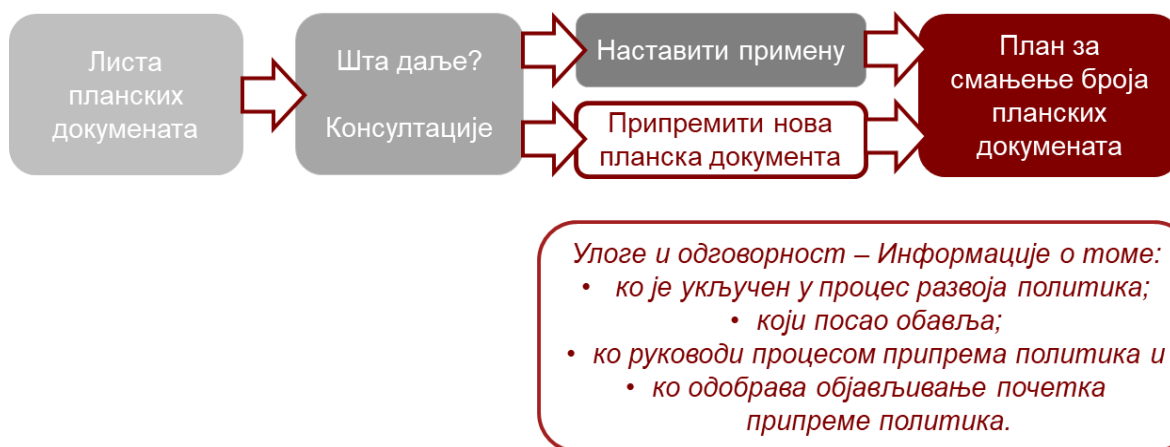 Листа
планских
докумената
Шта даље?
Консултације
Наставити примену
Припремити нова
планска документа
План за
смањење броја
планских
докумената
Улоге и одговорност – Информације о томе:
• ко је укључен у процес развоја политика;
• који посао обавља;
• ко руководи процесом припрема политика и
• ко одобрава објављивање почетка
припреме политика.